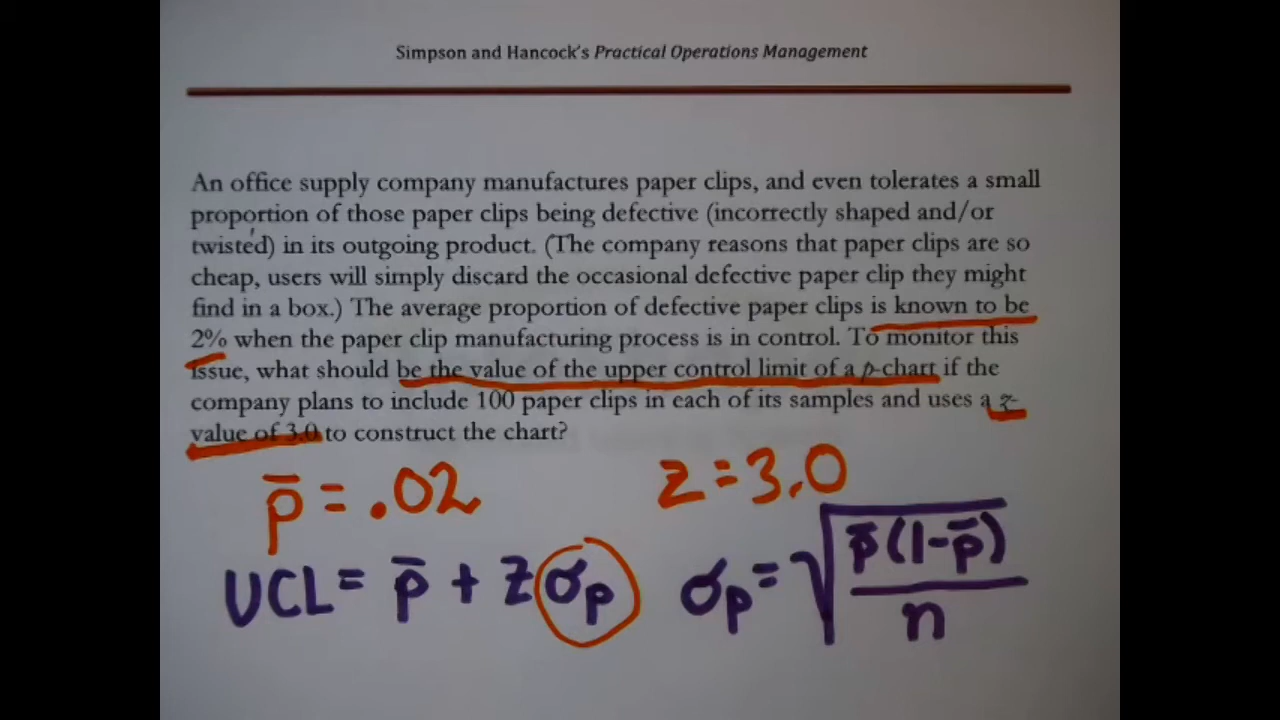 Simpson and Hancock's Practical Operations Management
An office supply company manufactures paper clips, and even tolerates a small
proportion of those paper clips being defective (incorrectly shaped and/or
twisted) in its outgoing product. (The company reasons that paper clips are so
cheap, users will simply discard the occasional defective paper clip they might
find in a box.) The average proportion of defective paper clips is known to be
2% when the paper clip manufacturing process is in control. To monitor this
issue, what should be the value of the upper control limit of a p-chart if the
company plans to include 100 paper clips in each of its samples and uses a z-
value of 3.0 to construct the chart?
p̄ = .02 z = 3.0
UCL = p̄ + zσp σp = √(p̄(1-p̄)
n